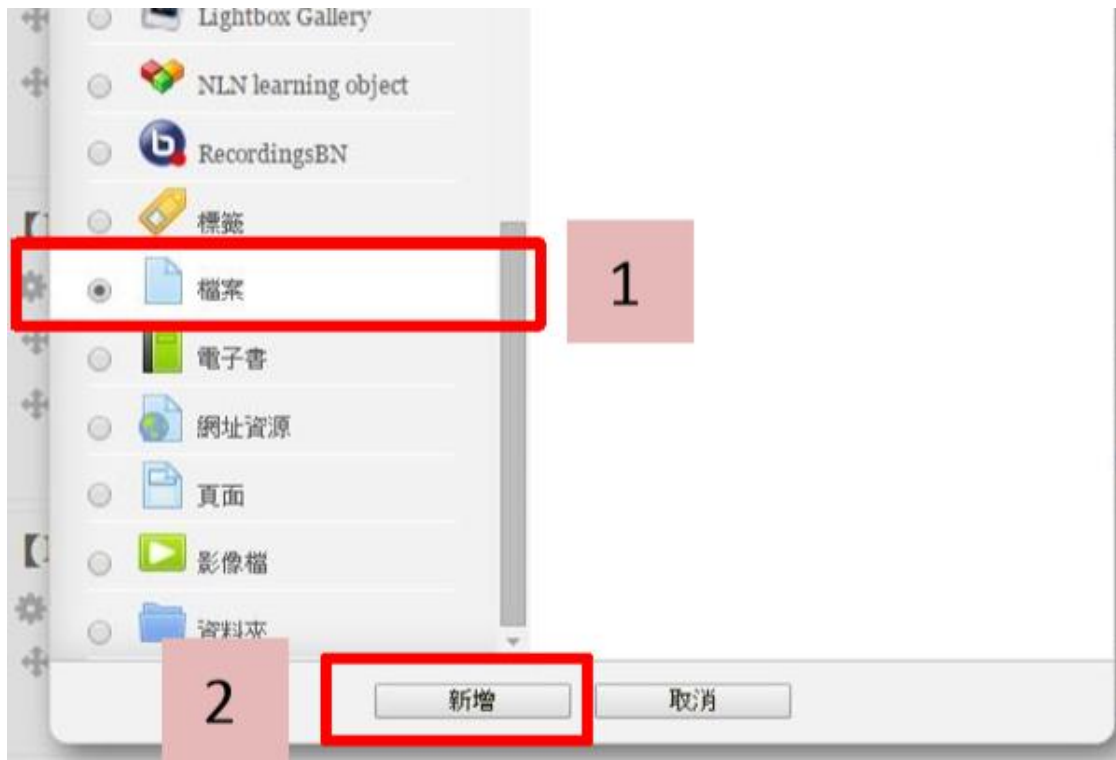 Lightbox Gallery
NLN learning object
RecordingsBN
標籤
檔案
1
電子書
網址資源
頁面
影像檔
資料夾
2
新增
取消